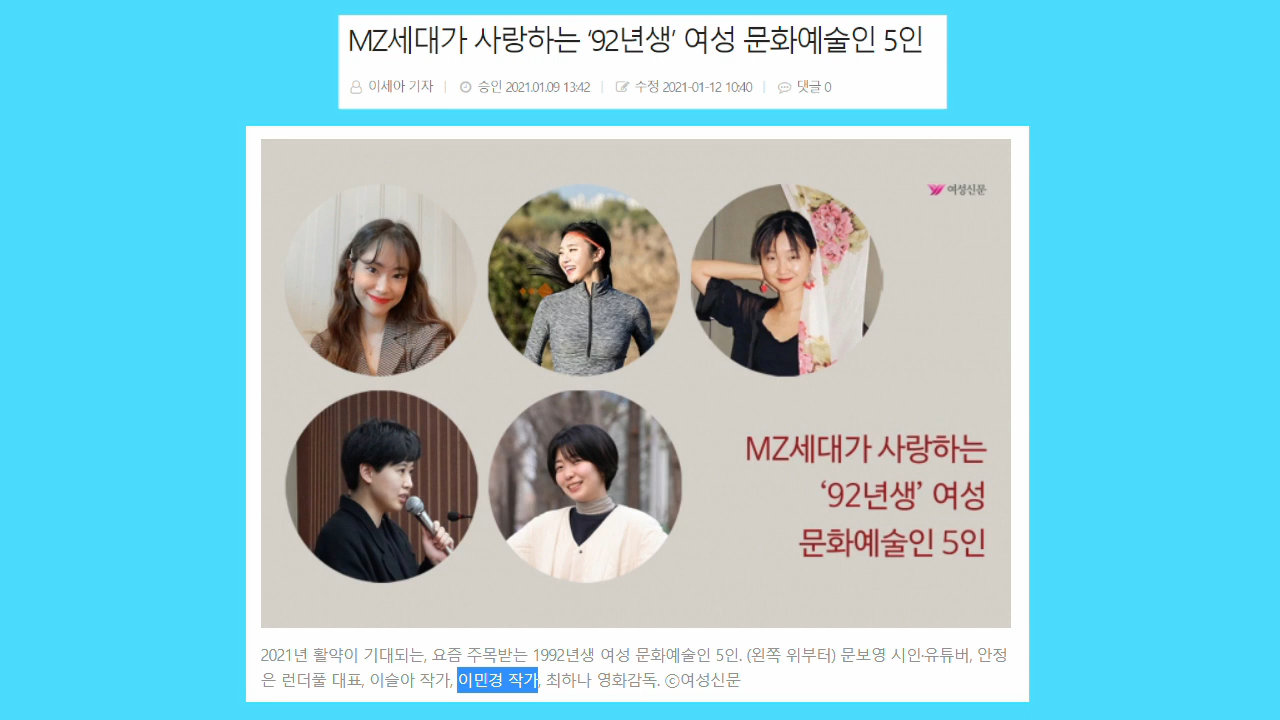 MZ세대가 사랑하는 ‘92년생’ 여성 문화예술인 5인
이세아 기자 | 승인 2021.01.09 13:42 | 수정 2021-01-12 10:40 | 댓글 0
여성신문
MZ세대가 사랑하는
‘92년생’ 여성
문화예술인 5인
2021년 활약이 기대되는, 요즘 주목받는 1992년생 여성 문화예술인 5인. (왼쪽 위부터) 문보영 시인·유튜버, 안정
은 런더풀 대표, 이슬아 작가, 이민경 작가, 최하나 영화감독. ⓒ여성신문